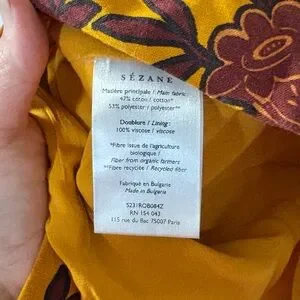 SÉZANE
Matière principale / Main fabric:
47% coton / cotton*
53% polyester / polyester**
Doublure / Lining:
100% viscose / viscose
*Fibre issue de l'agriculture
biologique /
Fiber from organic farmers
**Fibre recyclée / Recycled fiber
Fabriqué en Bulgarie
Made in Bulgaria
S231ROB084Z
RN 154 043
115 rue du Bac 75007 Paris